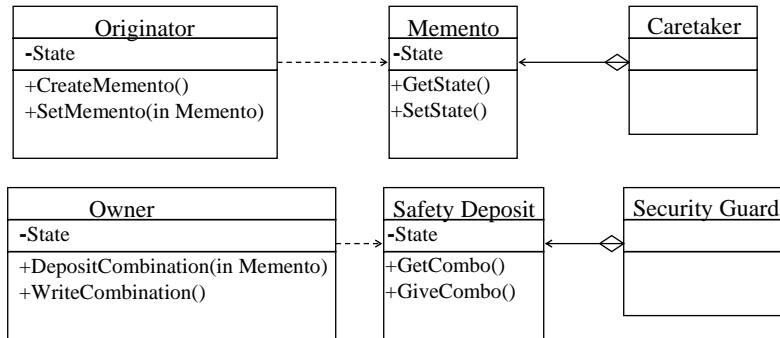 Originator
-State
+CreateMemento()
+SetMemento(in Memento)
Memento
-State
+GetState()
+SetState()
Caretaker
Owner
-State
+DepositCombination(in Memento)
+WriteCombination()
Safety Deposit
-State
+GetCombo()
+GiveCombo()
Security Guard